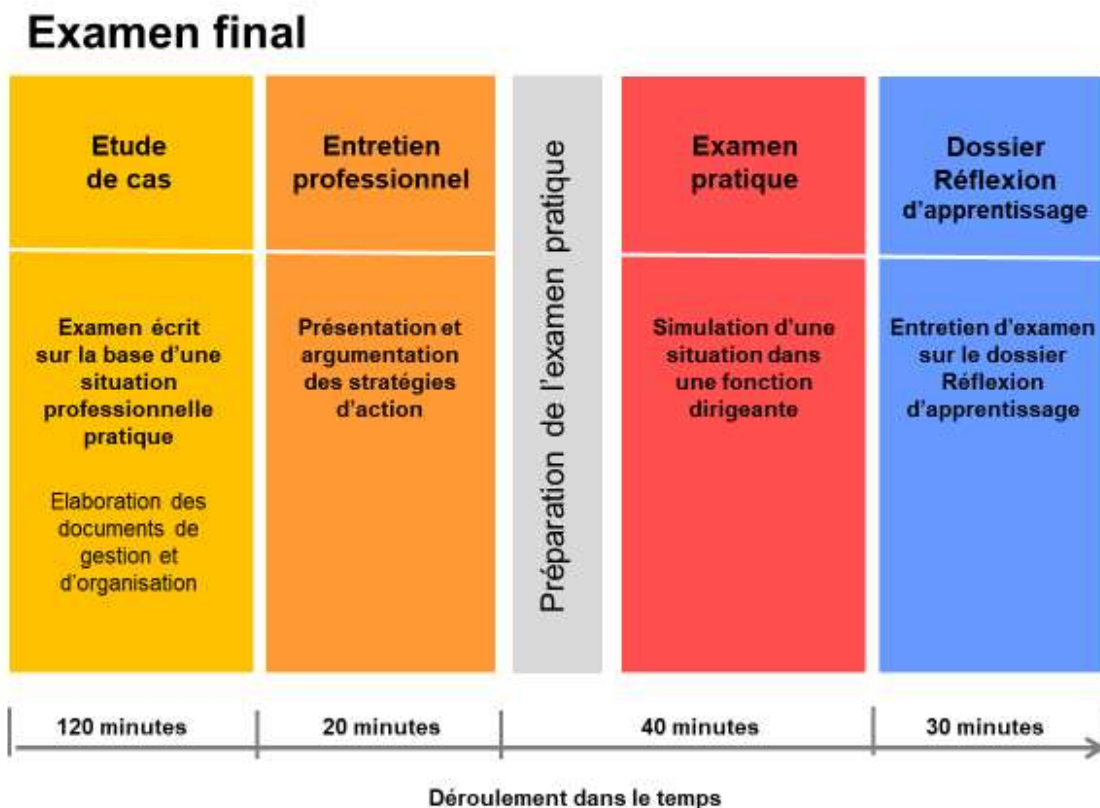 Examen final
Etude
de cas
Examen écrit
sur la base d'une
situation
professionnelle
pratique
Elaboration des
documents de
gestion et
d'organisation
Entretien
professionnel
Présentation et
argumentation
des stratégies
d'action
Préparation de l'examen pratique
Examen
pratique
Simulation d'une
situation dans
une fonction
dirigeante
Dossier
Réflexion
d'apprentissage
Entretien d'examen
sur le dossier
Réflexion
d'apprentissage
120 minutes
20 minutes
40 minutes
30 minutes
Déroulement dans le temps